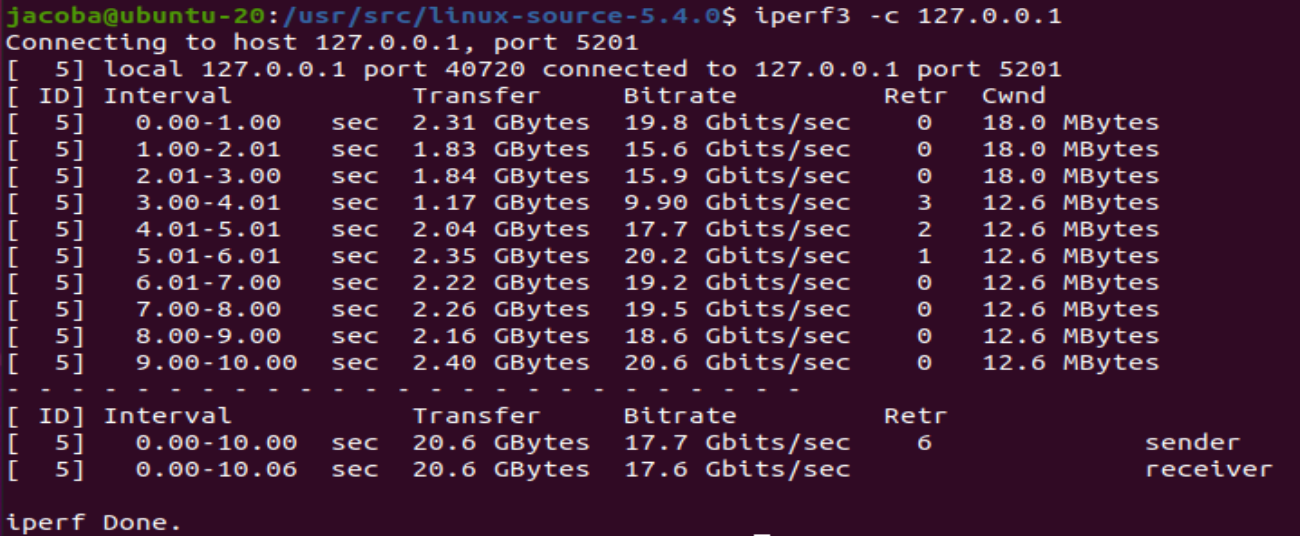 jacoba@ubuntu-20:/usr/src/linux-source-5.4.0$ iperf3 -c 127.0.0.1
Connecting to host 127.0.0.1, port 5201
[  5] local 127.0.0.1 port 40720 connected to 127.0.0.1 port 5201
[ ID] Interval           Transfer     Bitrate         Retr  Cwnd
[  5]   0.00-1.00   sec  2.31 GBytes  19.8 Gbits/sec    0   18.0 MBytes
[  5]   1.00-2.01   sec  1.83 GBytes  15.6 Gbits/sec    0   18.0 MBytes
[  5]   2.01-3.00   sec  1.84 GBytes  15.9 Gbits/sec    0   18.0 MBytes
[  5]   3.00-4.01   sec  1.17 GBytes  9.90 Gbits/sec    3   12.6 MBytes
[  5]   4.01-5.01   sec  2.04 GBytes  17.7 Gbits/sec    2   12.6 MBytes
[  5]   5.01-6.01   sec  2.35 GBytes  20.2 Gbits/sec    1   12.6 MBytes
[  5]   6.01-7.00   sec  2.22 GBytes  19.2 Gbits/sec    0   12.6 MBytes
[  5]   7.00-8.00   sec  2.26 GBytes  19.5 Gbits/sec    0   12.6 MBytes
[  5]   8.00-9.00   sec  2.16 GBytes  18.6 Gbits/sec    0   12.6 MBytes
[  5]   9.00-10.00  sec  2.40 GBytes  20.6 Gbits/sec    0   12.6 MBytes
- - - - - - - - - - - - - - - - - - - - - - - - -
[ ID] Interval           Transfer     Bitrate         Retr
[  5]   0.00-10.00  sec  20.6 GBytes  17.7 Gbits/sec    6             sender
[  5]   0.00-10.06  sec  20.6 GBytes  17.6 Gbits/sec                  receiver
iperf Done.